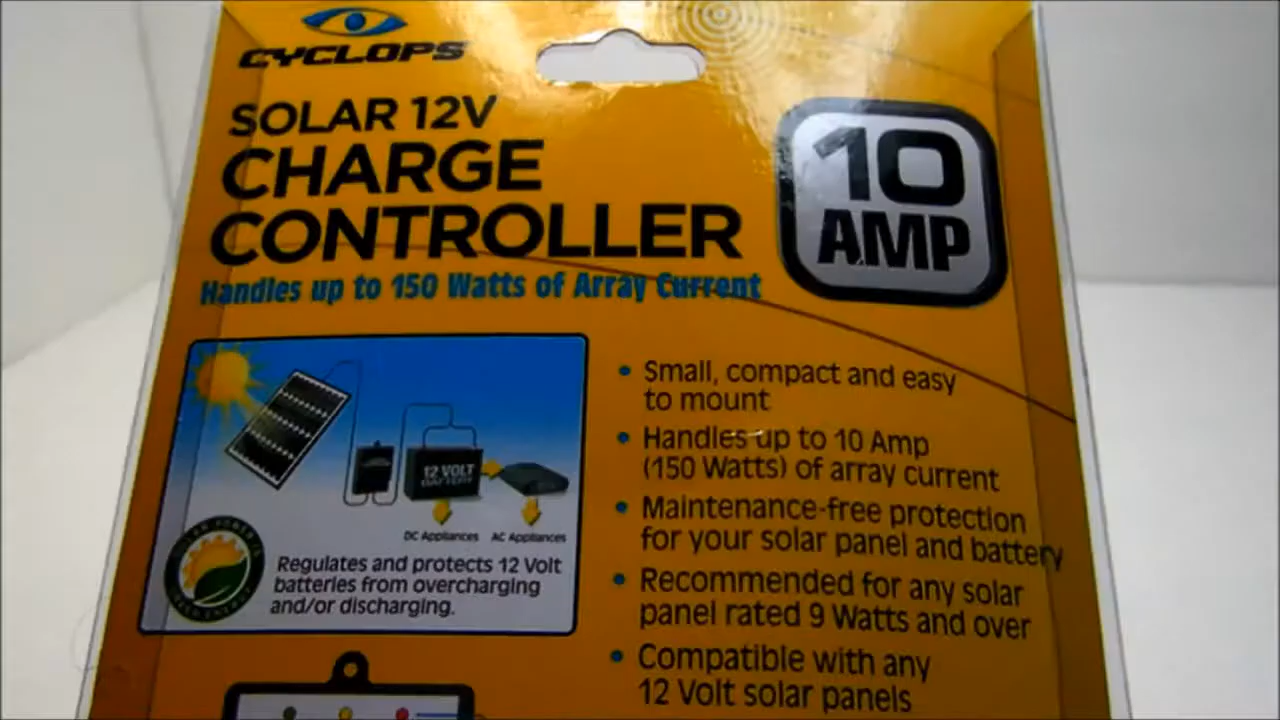 CYCLOPS
SOLAR 12V
CHARGE
CONTROLLER
Handles up to 150 Watts of Array Current
10
AMP
12 VOLT
BATTERY
DC Appliances AC Appliances
Regulates and protects 12 Volt
batteries from overcharging
and/or discharging.
• Small, compact and easy
to mount
• Handles up to 10 Amp
(150 Watts) of array current
• Maintenance-free protection
for your solar panel and battery
• Recommended for any solar
panel rated 9 Watts and over
• Compatible with any
12 Volt solar panels